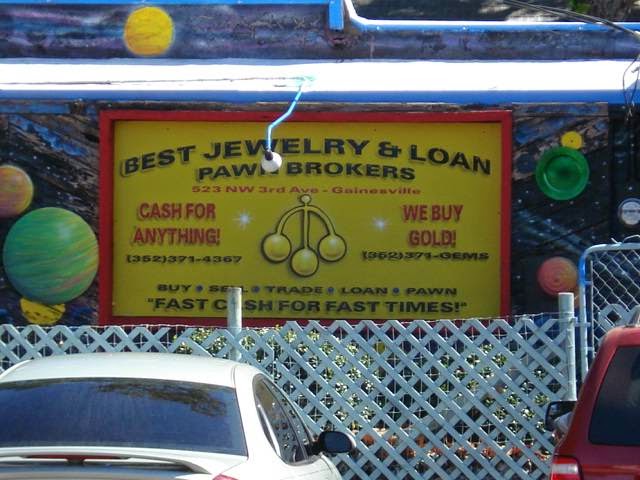 BEST JEWELRY & LOAN
PAWN BROKERS
523 NW 3rd Ave - Gainesville
CASH FOR
ANYTHING!
(352)371-4367
WE BUY
GOLD!
(352)371-GEMS
BUY • SELL • TRADE • LOAN • PAWN
"FAST CASH FOR FAST TIMES!"